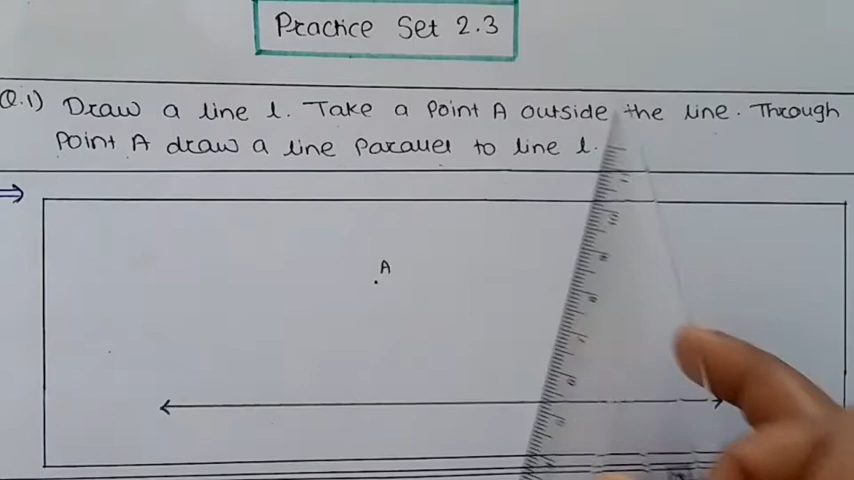 Practice Set 2.3
Q.1) Draw a line l. Take a Point A outside the line. Through
Point A draw a line Parallel to line l.
A